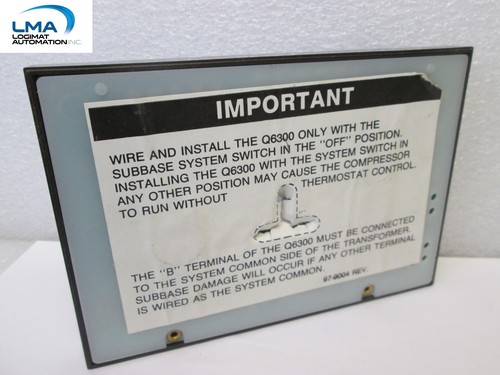 LMA
LOGIMAT
AUTOMATION INC.
IMPORTANT
WIRE AND INSTALL THE Q6300 ONLY WITH THE
SUBBASE SYSTEM SWITCH IN THE "OFF" POSITION.
INSTALLING THE Q6300 WITH THE SYSTEM SWITCH IN
ANY OTHER POSITION MAY CAUSE THE COMPRESSOR
TO RUN WITHOUT THERMOSTAT CONTROL.
THE "B" TERMINAL OF THE Q6300 MUST BE CONNECTED
TO THE SYSTEM COMMON SIDE OF THE TRANSFORMER.
SUBBASE DAMAGE WILL OCCUR IF ANY OTHER TERMINAL
IS WIRED AS THE SYSTEM COMMON.
97-9004 REV.